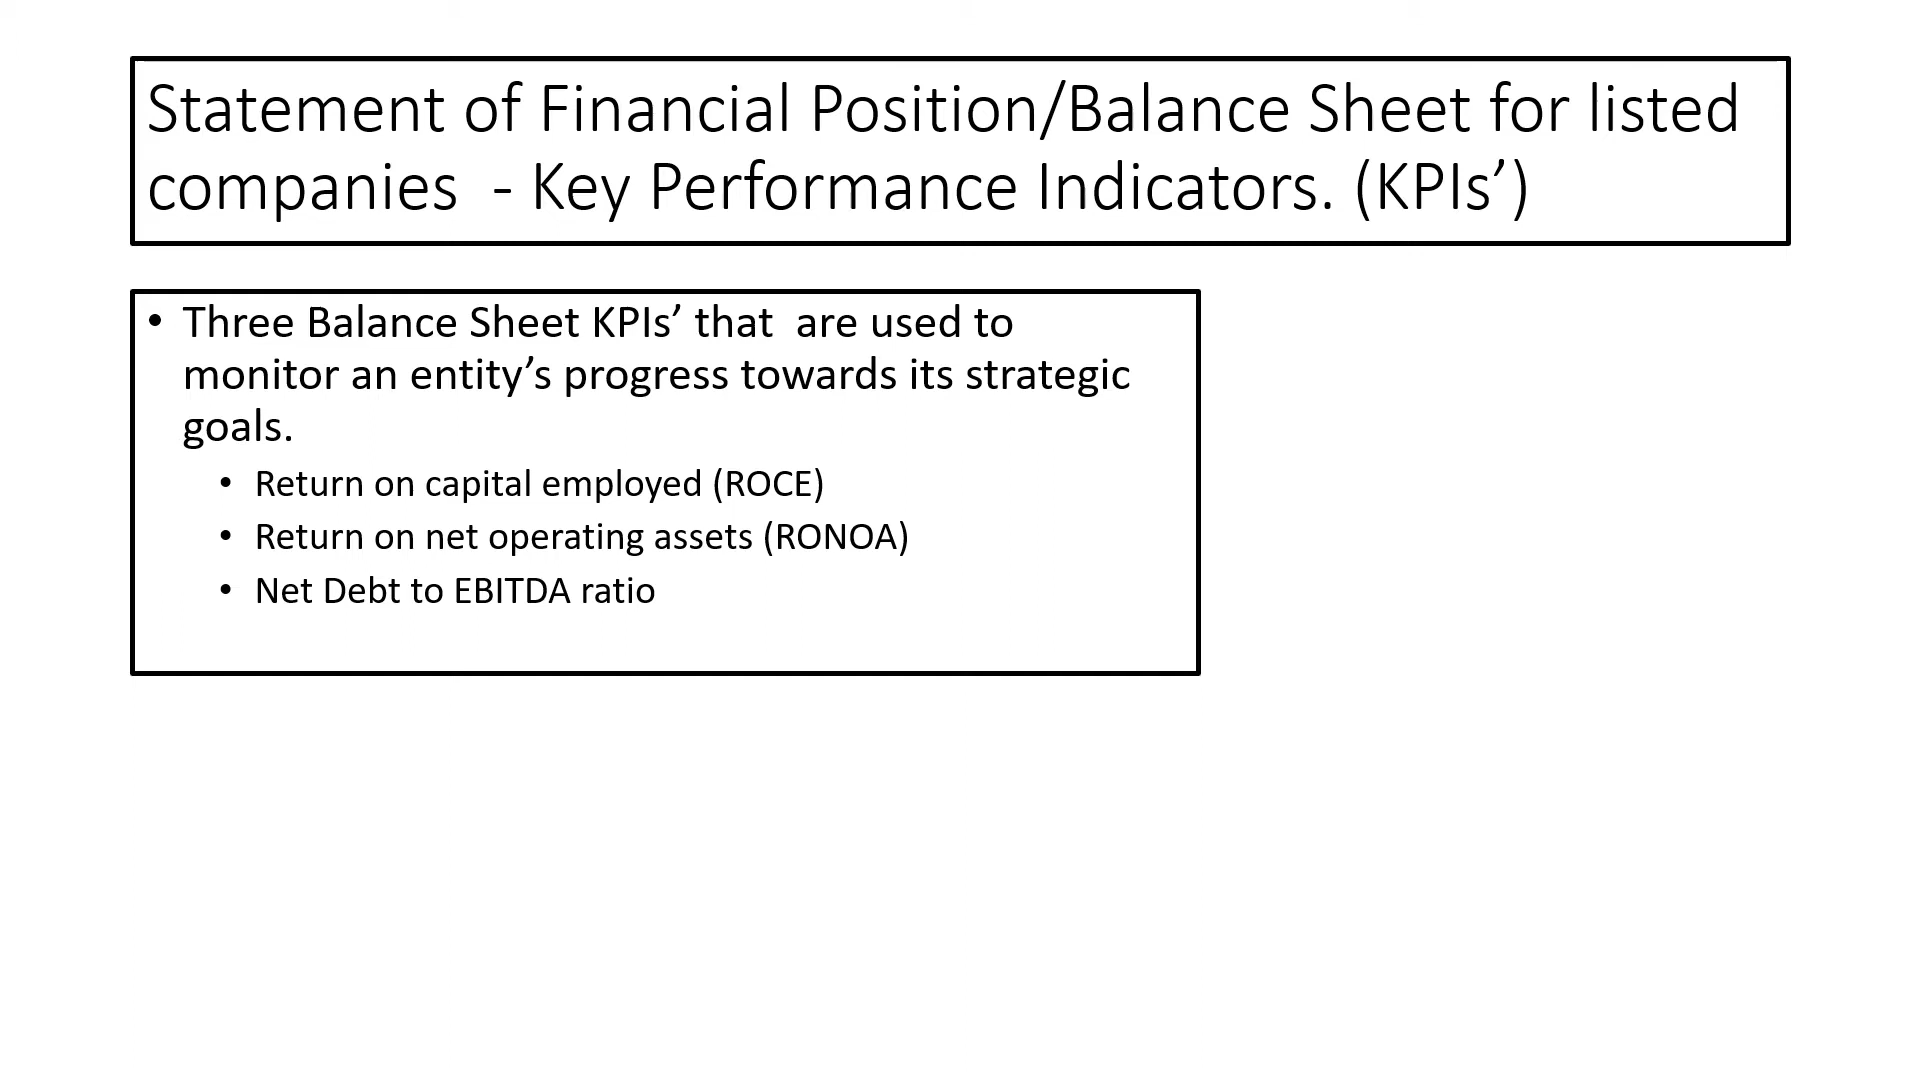 Statement of Financial Position/Balance Sheet for listed
companies  - Key Performance Indicators. (KPIs’)
• Three Balance Sheet KPIs’ that  are used to
monitor an entity’s progress towards its strategic
goals.
• Return on capital employed (ROCE)
• Return on net operating assets (RONOA)
• Net Debt to EBITDA ratio